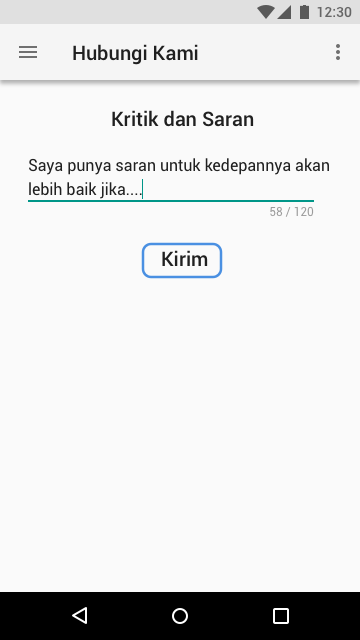 12:30
Hubungi Kami
Kritik dan Saran
Saya punya saran untuk kedepannya akan
lebih baik jika....
58 / 120
Kirim